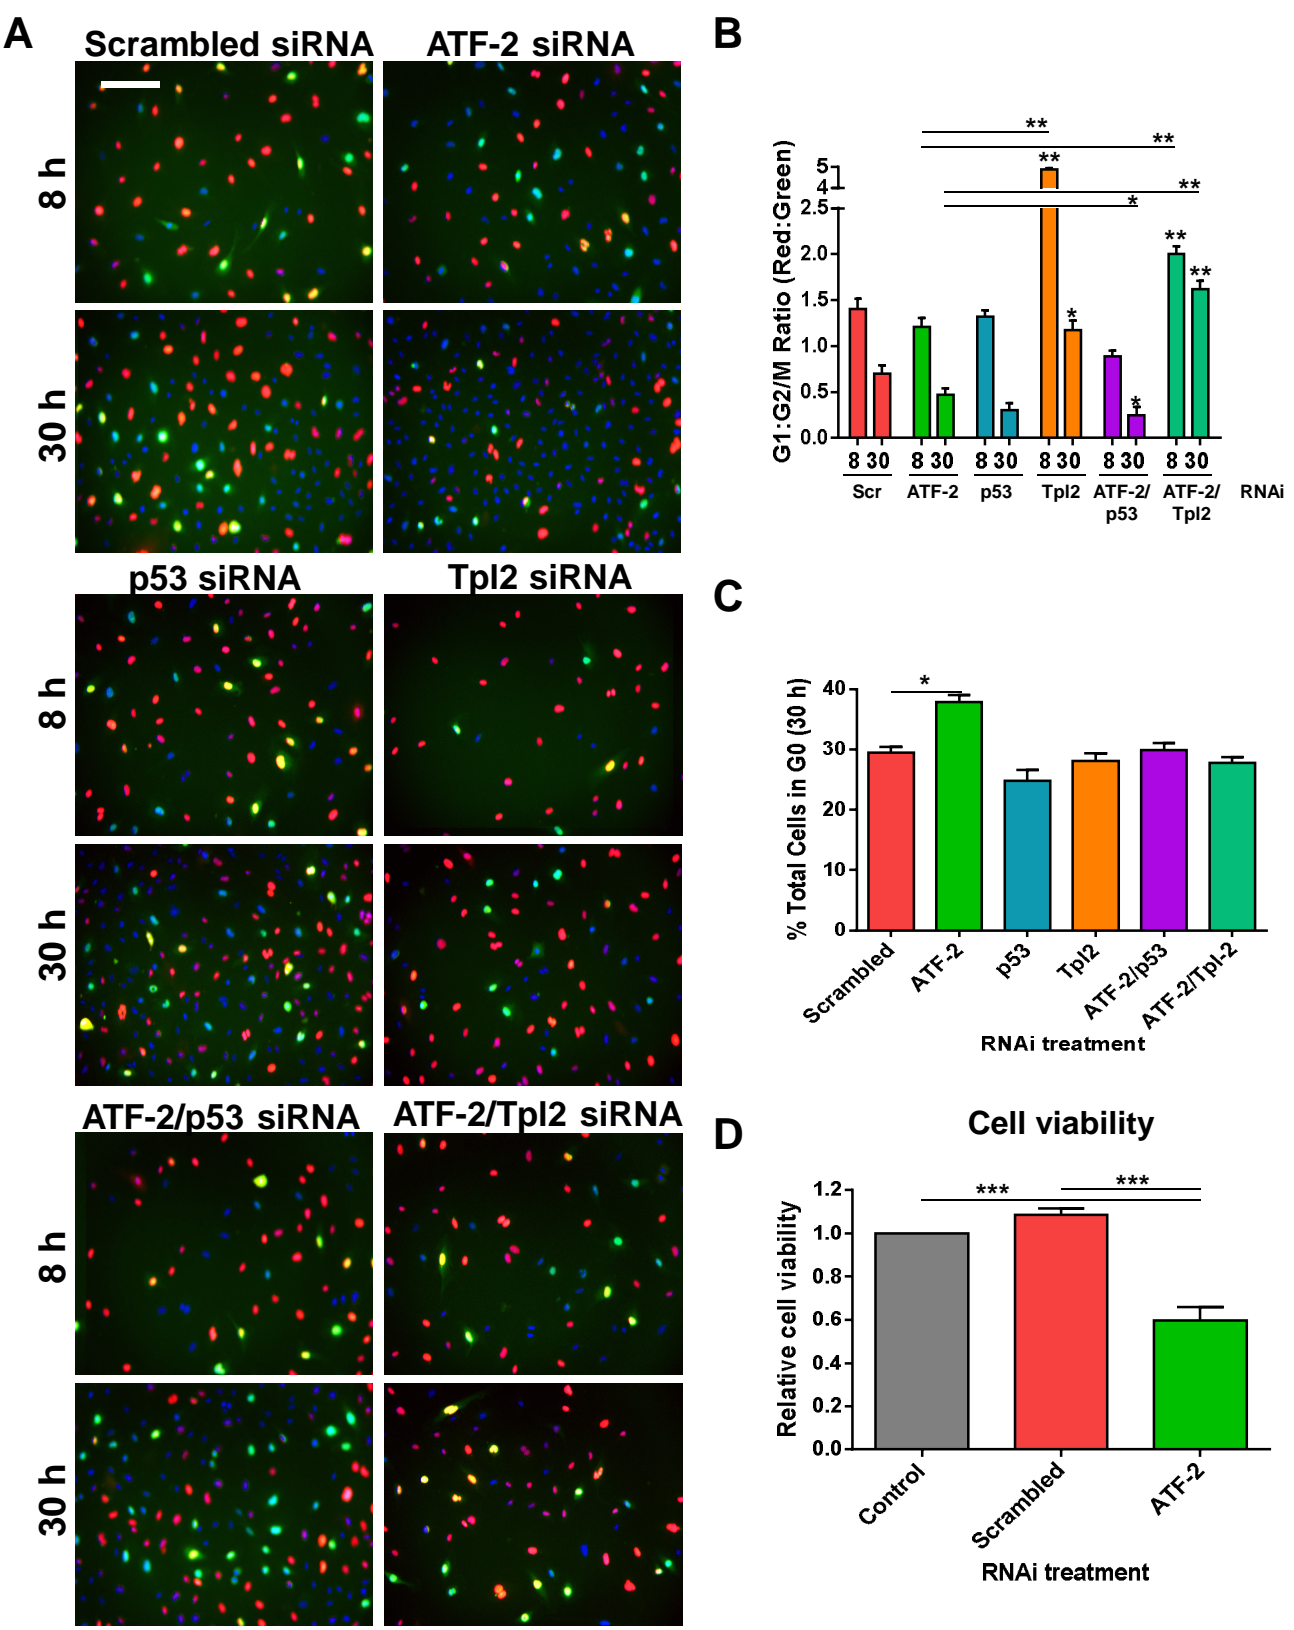 A
Scrambled siRNA
ATF-2 siRNA
8 h
30 h
p53 siRNA
Tpl2 siRNA
8 h
30 h
ATF-2/p53 siRNA
ATF-2/Tpl2 siRNA
8 h
30 h
B
G1:G2/M Ratio (Red:Green)
5
4
2.5
2.0
1.5
1.0
0.5
0.0
**
**
**
**
*
*
*
**
**
8 30 8 30 8 30 8 30 8 30 8 30
Scr ATF-2 p53 Tpl2 ATF-2/ ATF-2/ RNAi
p53 Tpl2
C
% Total Cells in G0 (30 h)
40
30
20
10
0
*
Scrambled
ATF-2
p53
Tpl2
ATF-2/p53
ATF-2/Tpl-2
RNAi treatment
D
Cell viability
Relative cell viability
1.2
1.0
0.8
0.6
0.4
0.2
0.0
***
***
Control
Scrambled
ATF-2
RNAi treatment